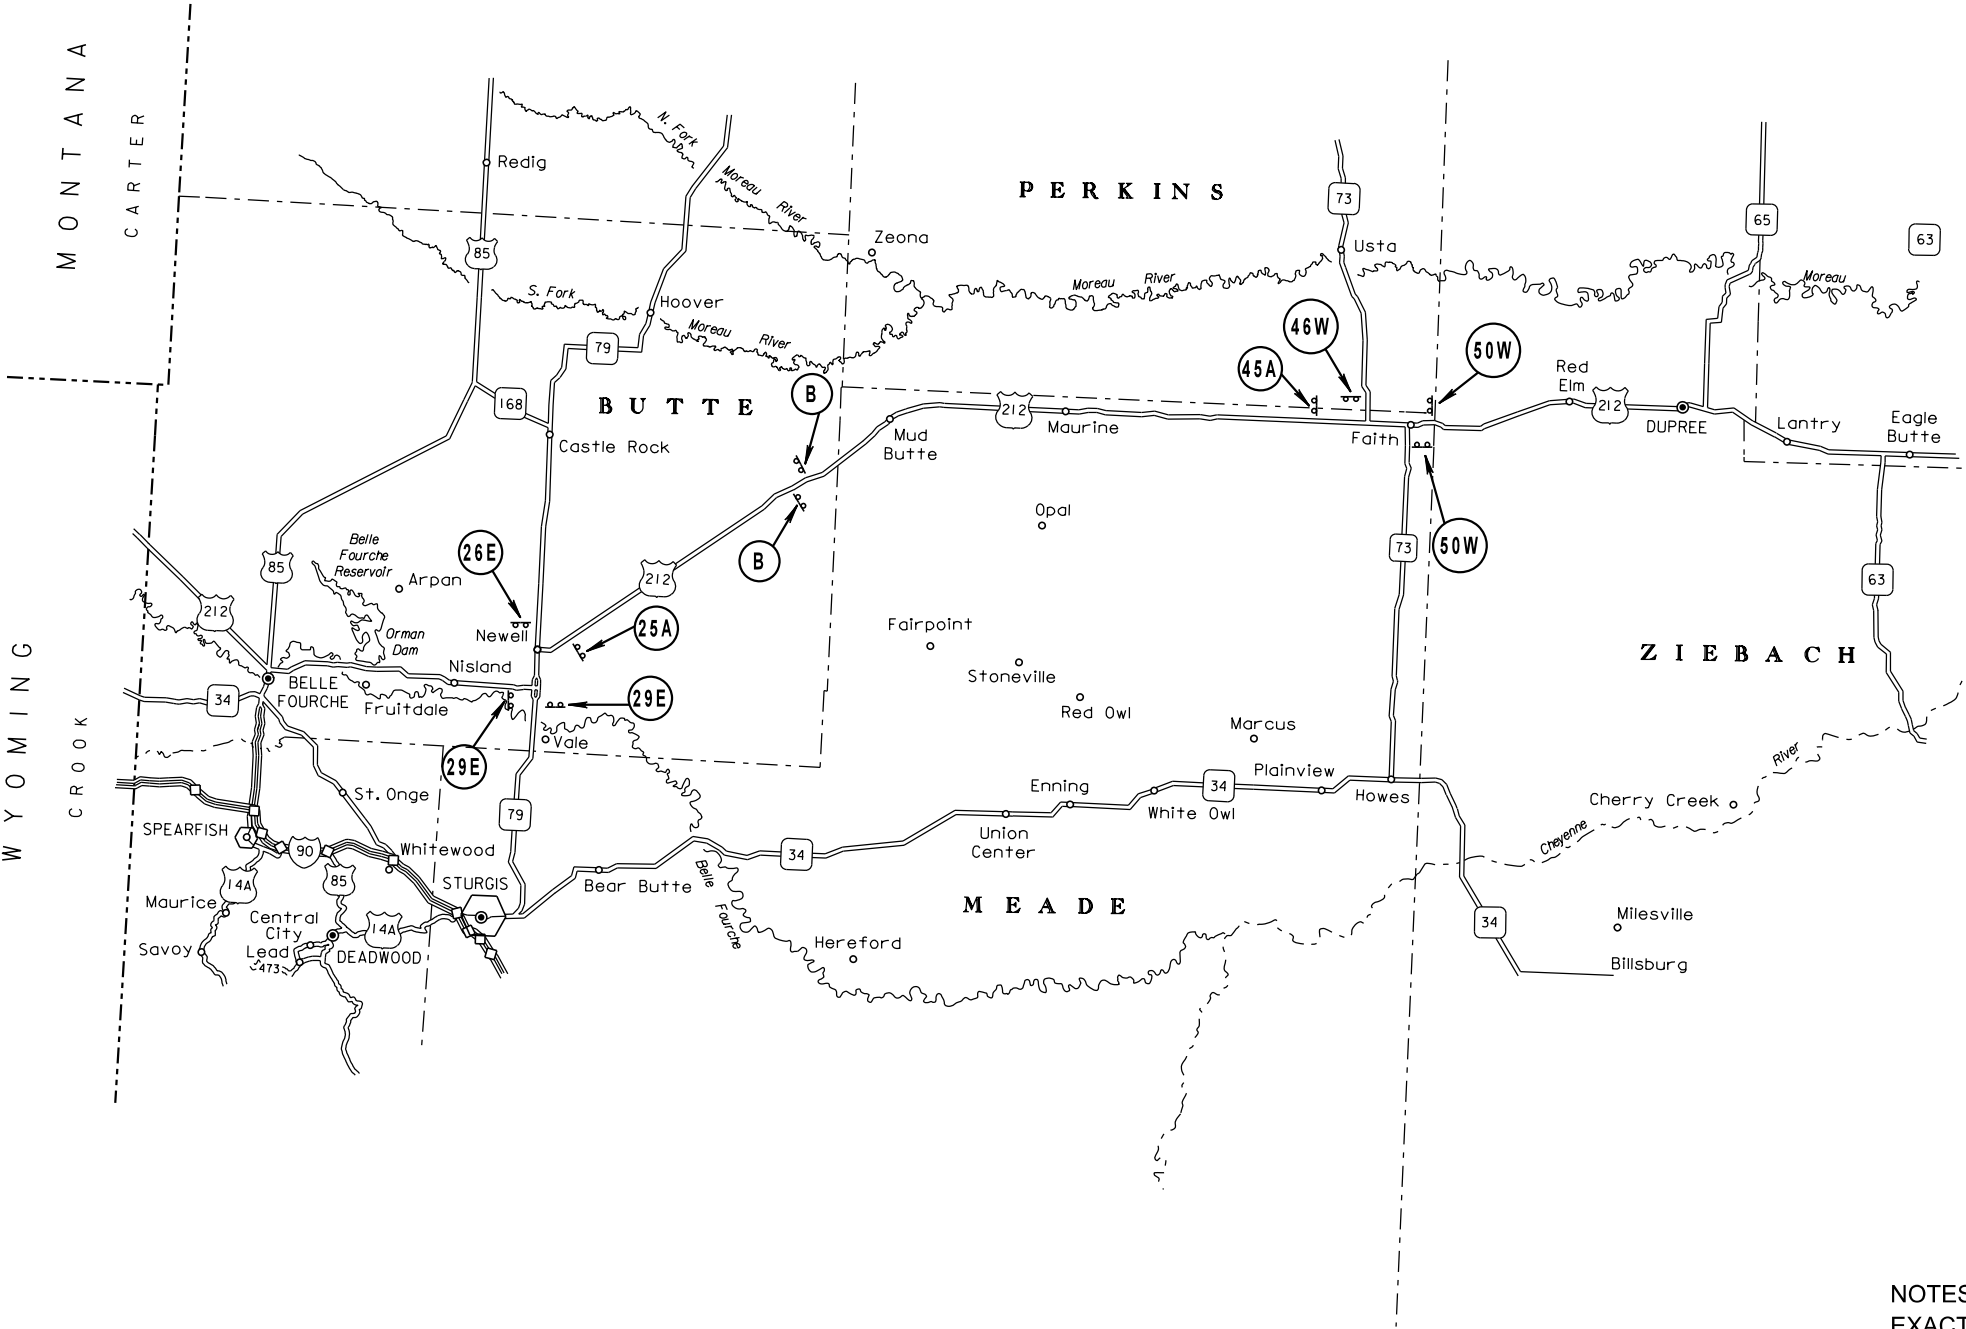 MONTANA
CARTER
Redig
N. Fork
Moreau
River
PERKINS
73
65
63
85
Zeona
Usta
S. Fork
Hoover
Moreau
River
Moreau
River
Moreau
79
46W
50W
45A
Red
Elm
168
BUTTE
B
212
212
Mud
Butte
Maurine
Faith
DUPREE
Lantry
Eagle
Butte
Castle Rock
Opal
Belle
Fourche
Reservoir
85
26E
B
212
73
50W
63
Arpan
212
Orman
Dam
Newell
25A
Fairpoint
WYOMING
CROOK
Nisland
Stoneville
ZIEBACH
BELLE
FOURCHE
34
Fruitdale
29E
Red Owl
Marcus
29E
Vale
River
St. Onge
79
Enning
White Owl
34
Plainview
Howes
Cherry Creek
SPEARFISH
90
Whitewood
34
Union
Center
Cheyenne
14A
85
STURGIS
Bear Butte
Belle
Fourche
MEADE
Maurice
Central
City
14A
34
Milesville
Savoy
Lead
473
DEADWOOD
Hereford
Billsburg
NOTES
EXACT